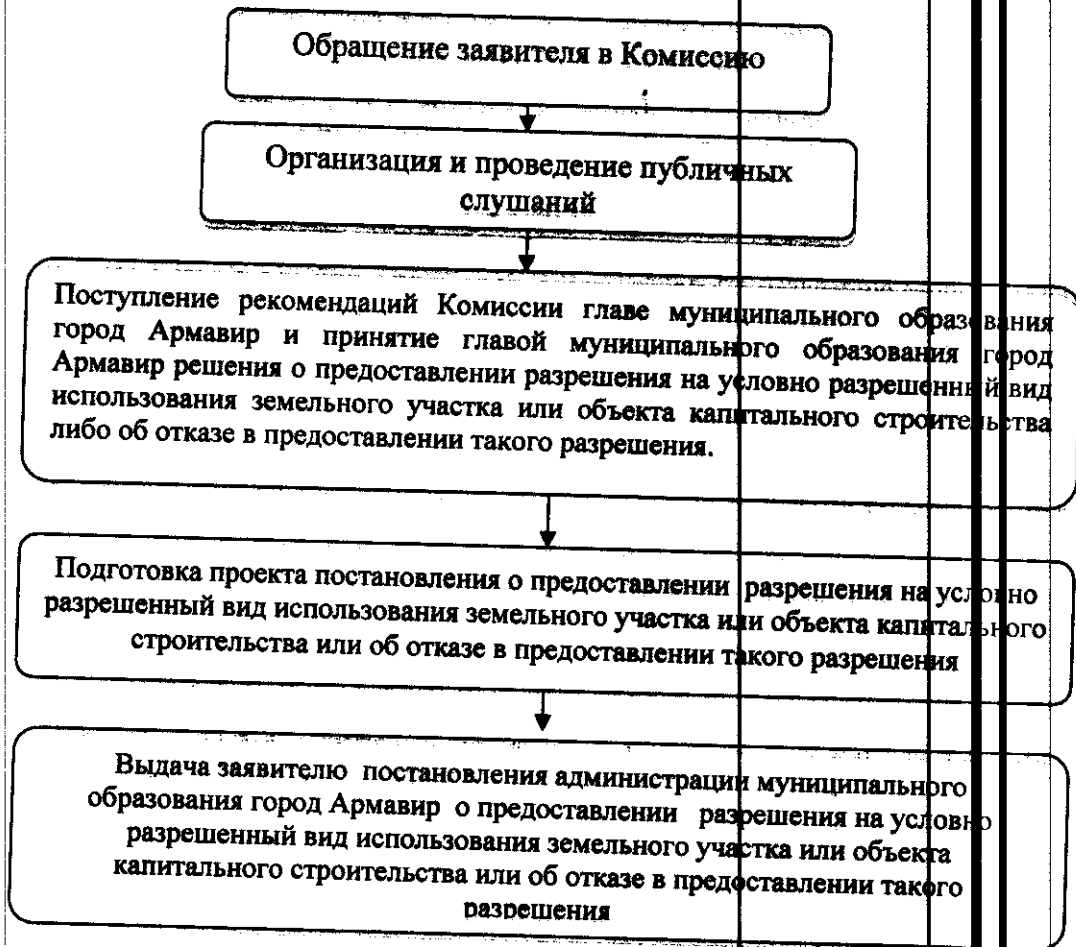 Обращение заявителя в Комиссию
Организация и проведение публичных
слушаний
Поступление рекомендаций Комиссии главе муниципального образования
город Армавир и принятие главой муниципального образования город
Армавир решения о предоставлении разрешения на условно разрешенный вид
использования земельного участка или объекта капитального строительства
либо об отказе в предоставлении такого разрешения.
Подготовка проекта постановления о предоставлении разрешения на условно
разрешенный вид использования земельного участка или объекта капитального
строительства или об отказе в предоставлении такого разрешения
Выдача заявителю постановления администрации муниципального
образования город Армавир о предоставлении разрешения на условно
разрешенный вид использования земельного участка или объекта
капитального строительства или об отказе в предоставлении такого
разрешения